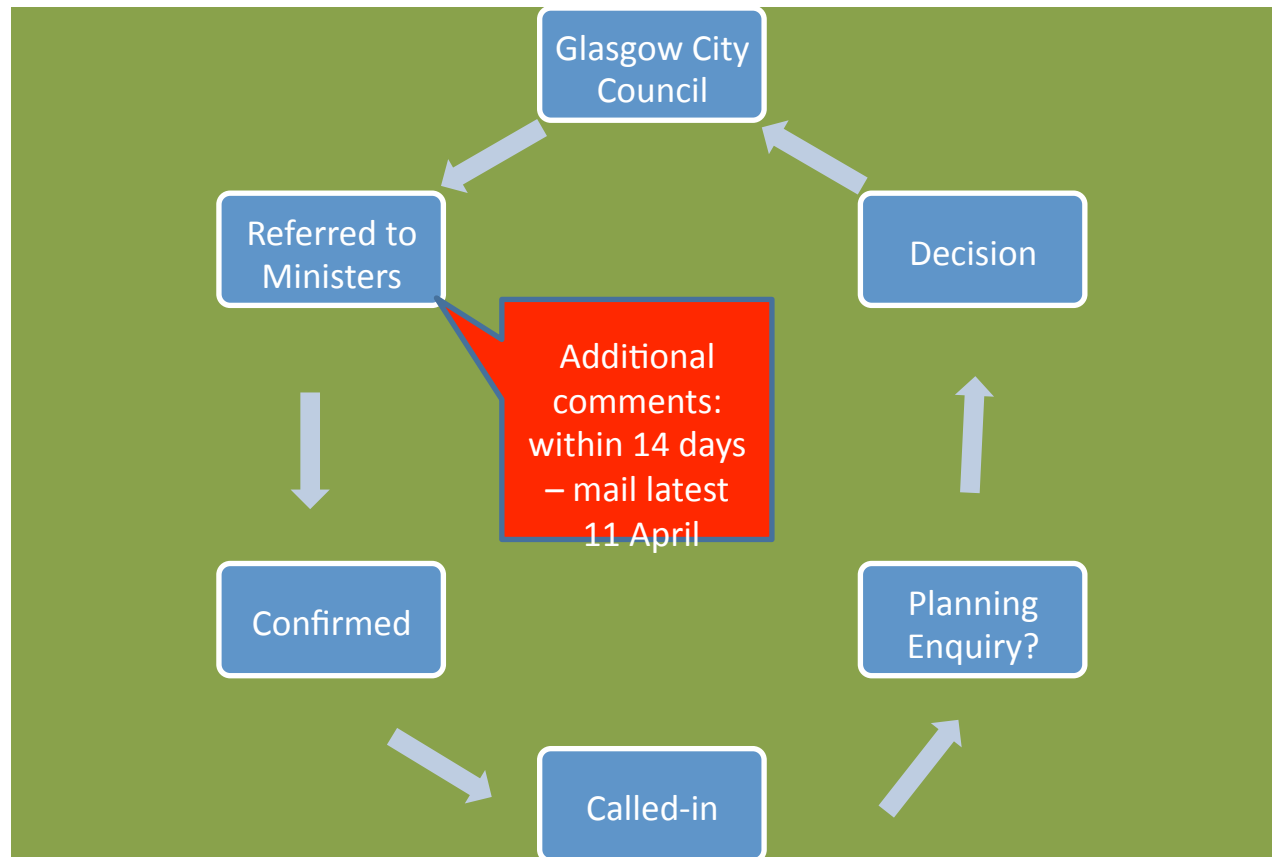 Glasgow City
Council
Referred to
Ministers
Decision
Additional
comments:
within 14 days
– mail latest
11 April
Confirmed
Planning
Enquiry?
Called-in